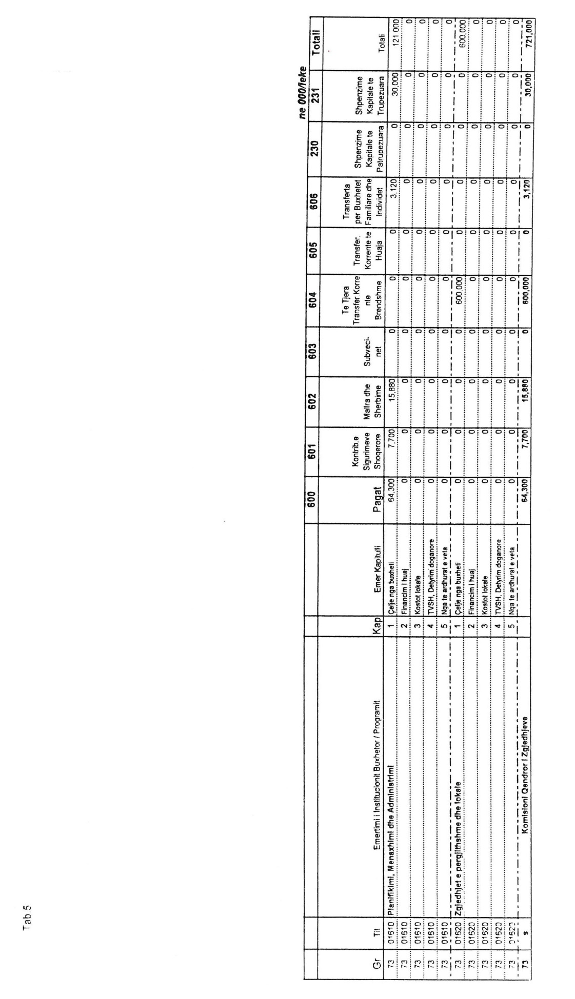 Tab.5
ne 000/leke
600 601 602 603 604 605 606 230 231 Totali
Gr Tit Emertimi i Institucionit Buxhetor / Programit Kap Emer Kapitulli Pagat Kontrib.e Sigurimeve Shoqerore Mallra dhe Sherbime Subveci-net Te Tjera Transfer.Korrente Brendshme Transfer. Korrente te Huaja Transferta per Buxhetet Familiare dhe Individet Shpenzime Kapitale te Patrupezuara Shpenzime Kapitale te Trupezuara Totali
73 01610 Planifikimi, Menaxhimi dhe Administrimi 1 Çelje nga buxheti 64,300 7,700 15,880 0 0 0 3,120 0 30,000 121 000
73 01610 2 Financim i huaj 0 0 0 0 0 0 0 0 0 0
73 01610 3 Kostot lokale 0 0 0 0 0 0 0 0 0 0
73 01610 4 TVSH, Detyrim doganore 0 0 0 0 0 0 0 0 0 0
73 01610 5 Nga te ardhurat e veta 0 0 0 0 0 0 0 0 0 0
73 01620 Zgjedhjet e pergjithshme dhe lokale 1 Çelje nga buxheti 0 0 0 0 600,000 0 0 0 0 600,000
73 01620 2 Financim i huaj 0 0 0 0 0 0 0 0 0 0
73 01620 3 Kostot lokale 0 0 0 0 0 0 0 0 0 0
73 01620 4 TVSH, Detyrim doganore 0 0 0 0 0 0 0 0 0 0
73 01620 5 Nga te ardhurat e veta 0 0 0 0 0 0 0 0 0 0
73 s Komisioni Qendror i Zgjedhjeve 64,300 7,700 15,880 0 600,000 0 3,120 0 30,000 721,000